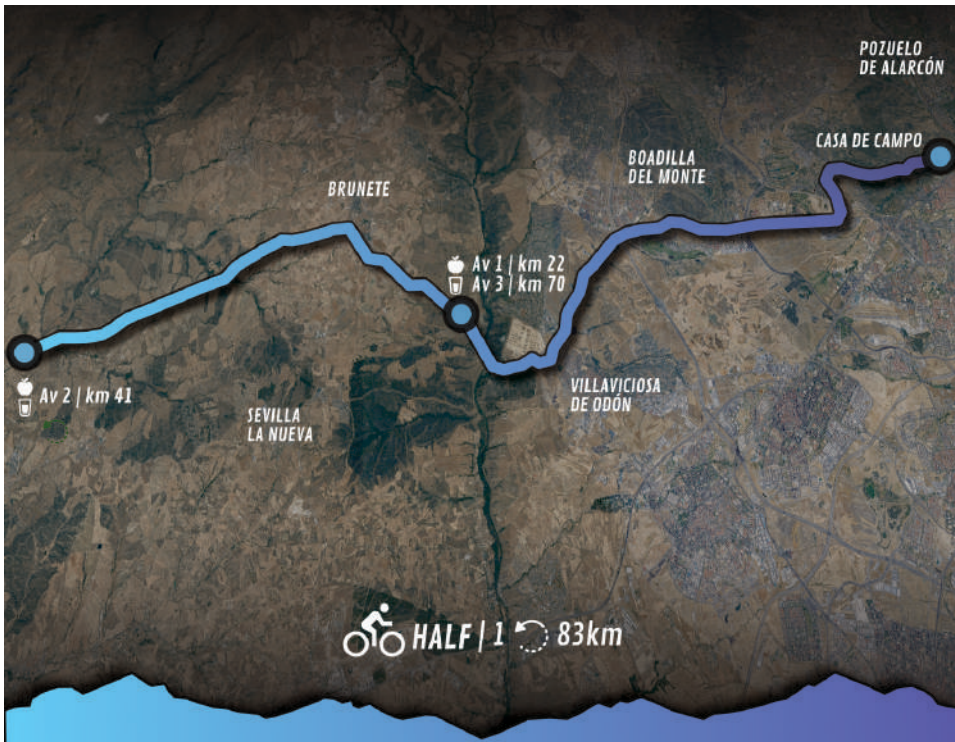 POZUELO
DE ALARCÓN
CASA DE CAMPO
BOADILLA
DEL MONTE
BRUNETE
Av 1 | km 22
Av 3 | km 70
Av 2 | km 41
VILLAVICIOSA
DE ODÓN
SEVILLA
LA NUEVA
HALF | 1 83km